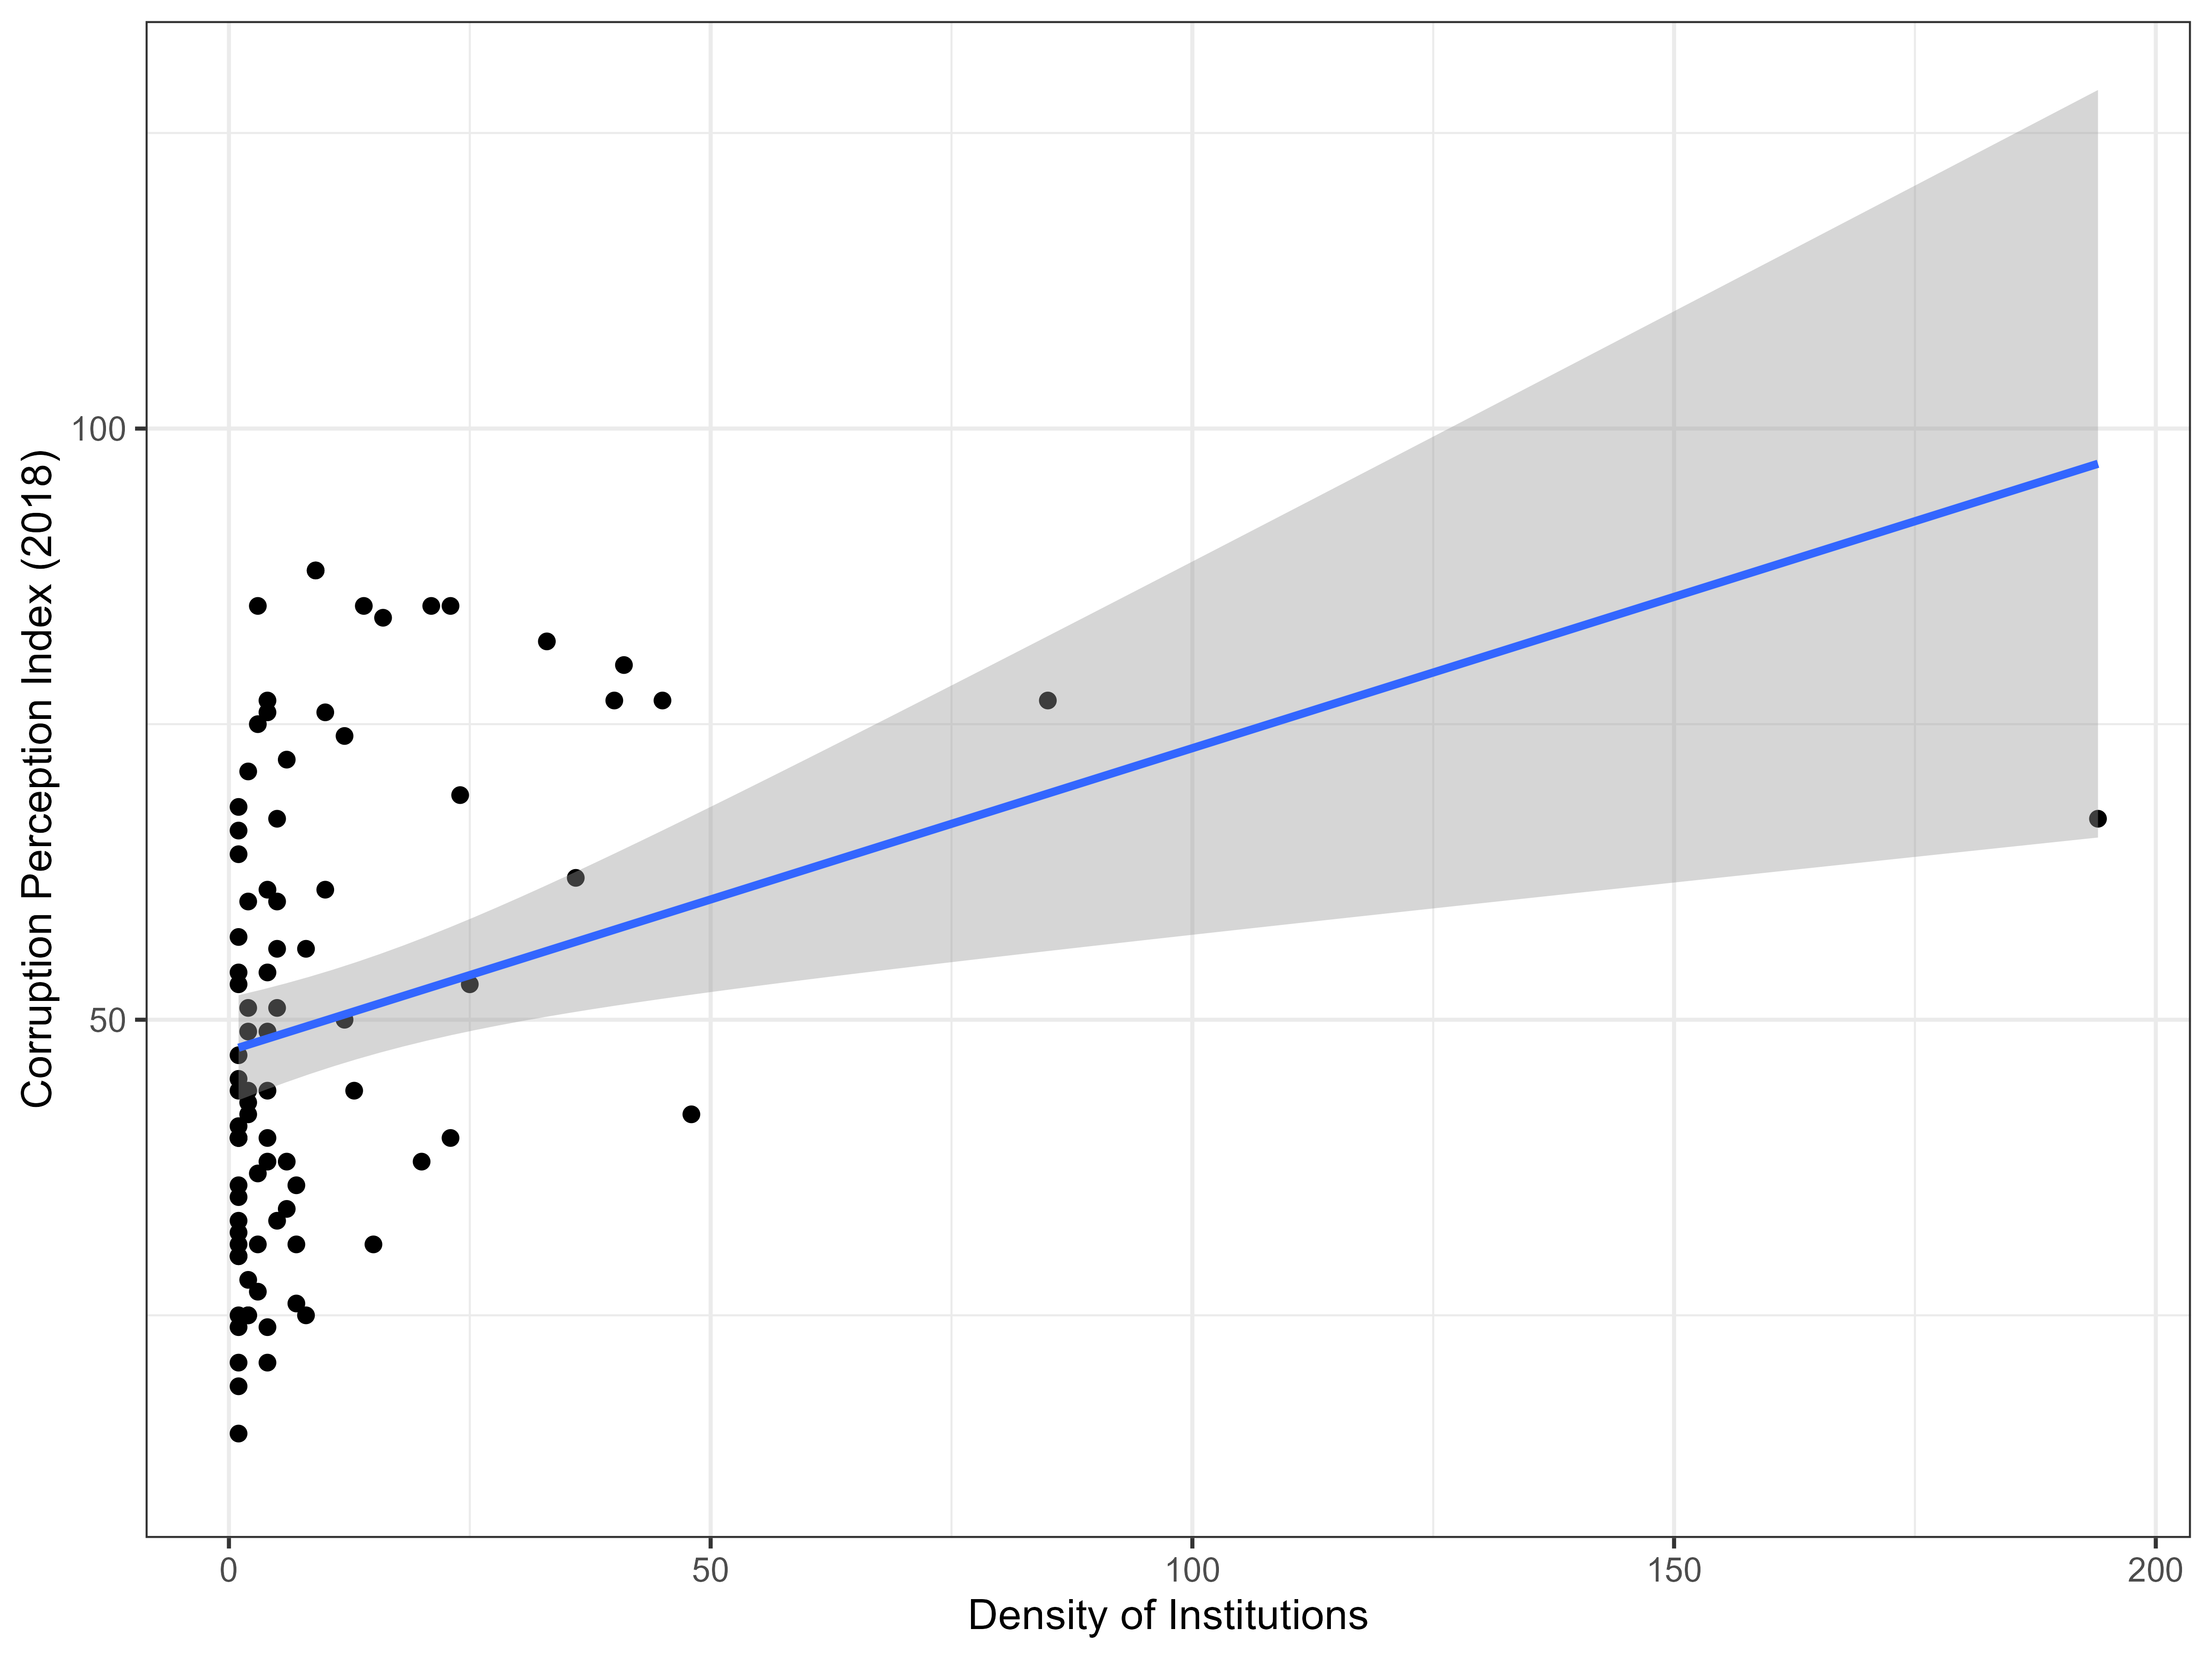 Corruption Perception Index (2018)
100
50
0 50 100 150 200
Density of Institutions